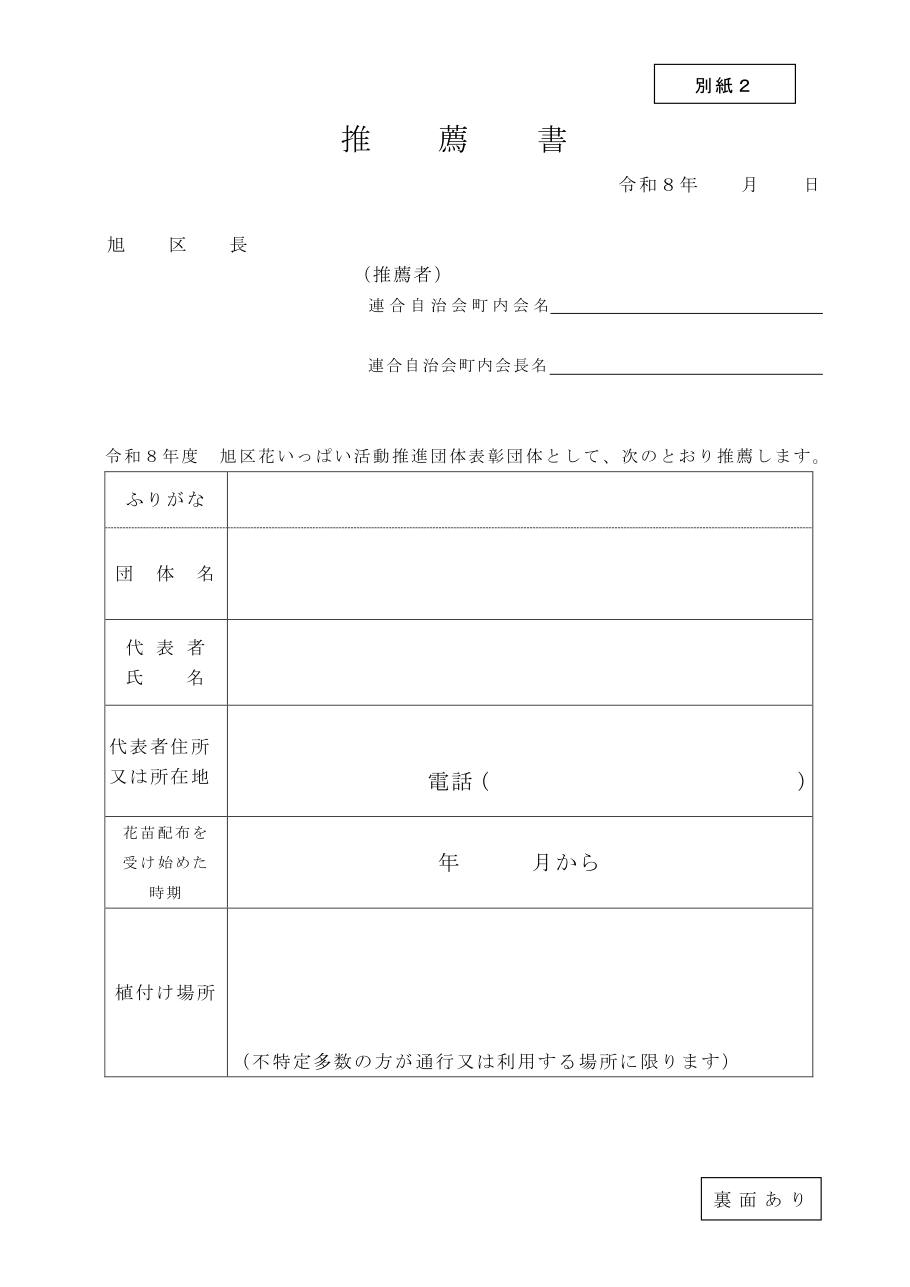 別紙２
推　薦　書
令和８年　　月　　日
旭　区　長
（推薦者）
連合自治会町内会名
連合自治会町内会長名
令和８年度　旭区花いっぱい活動推進団体表彰団体として、次のとおり推薦します。
ふりがな
団　体　名
代　表　者
氏　　名
代表者住所
又は所在地
電話（　　　　　　　　　　）
花苗配布を
受け始めた
時期
年　　　月から
植付け場所
（不特定多数の方が通行又は利用する場所に限ります）
裏面あり